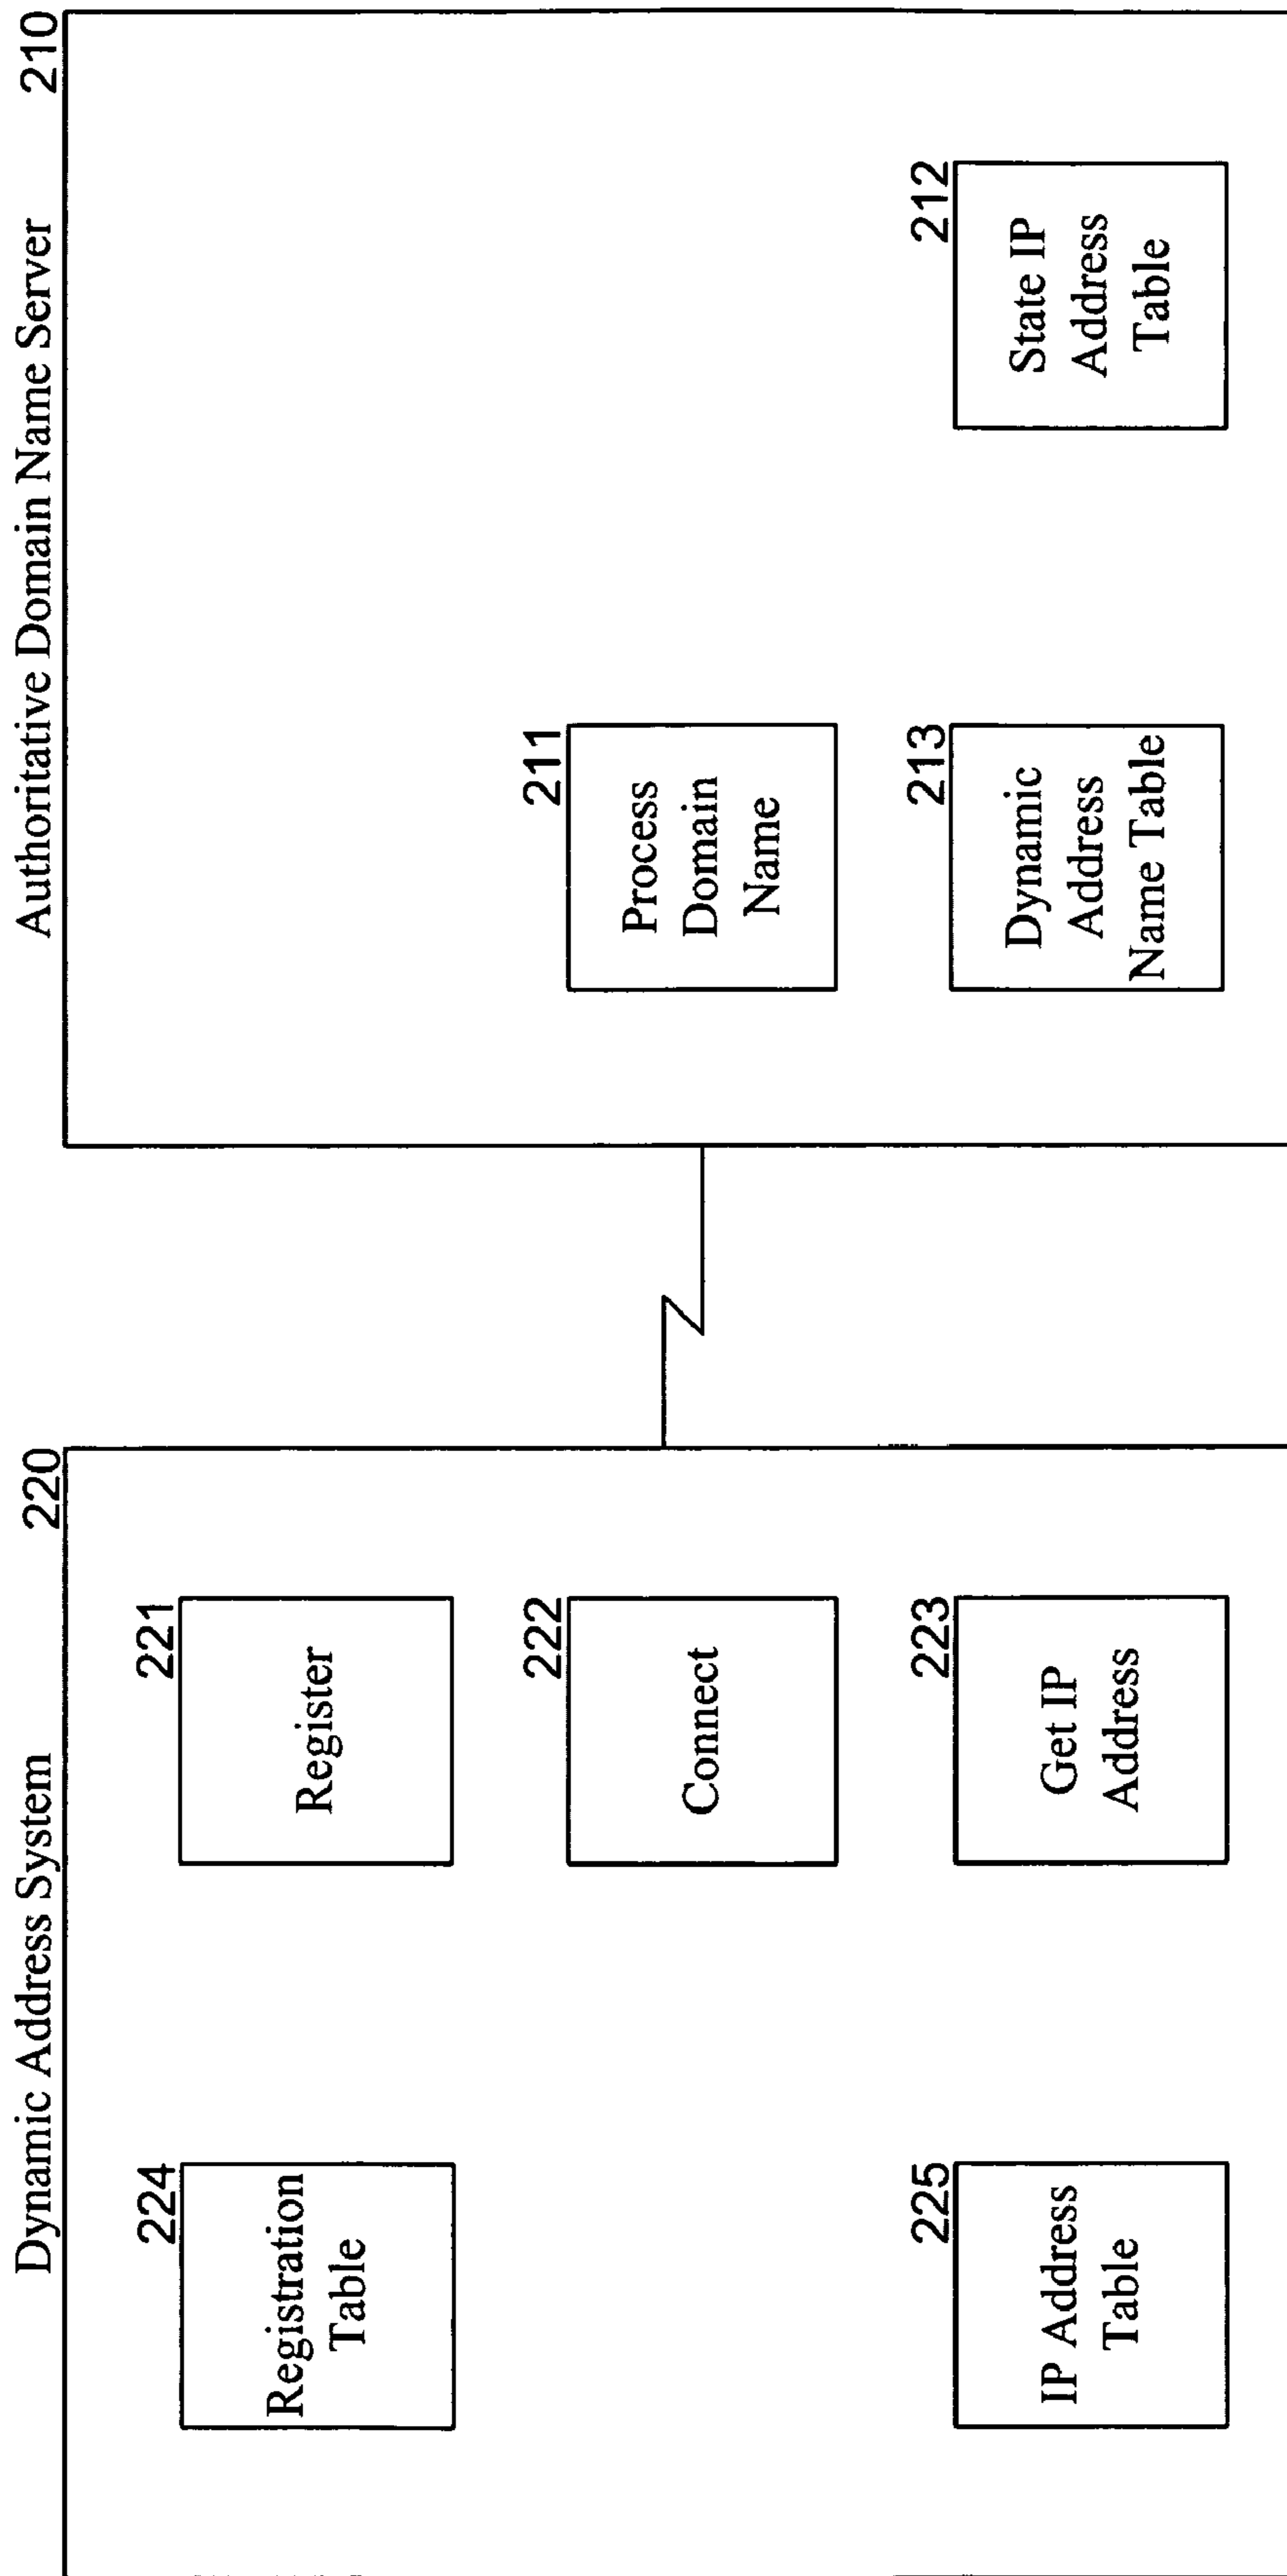 Dynamic Address System
220
224
Registration
Table
221
Register
222
Connect
225
IP Address
Table
223
Get IP
Address
Authoritative Domain Name Server
210
211
Process
Domain
Name
213
Dynamic
Address
Name Table
212
State IP
Address
Table